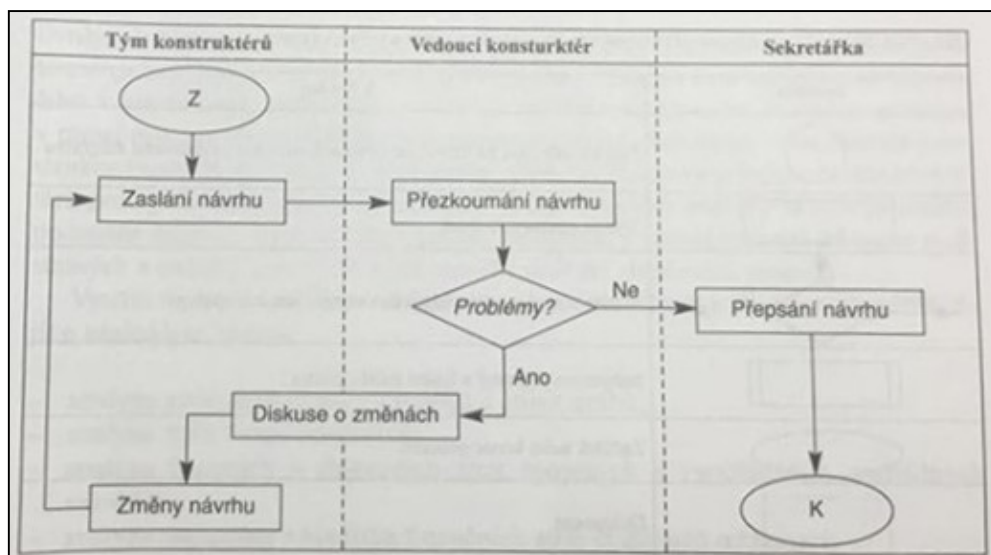 Tým konstruktérů
Vedoucí konsturktér
Sekretářka
Z
Zaslání návrhu
Přezkoumání návrhu
Problémy?
Ne
Přepsání návrhu
Ano
Diskuse o změnách
Změny návrhu
K